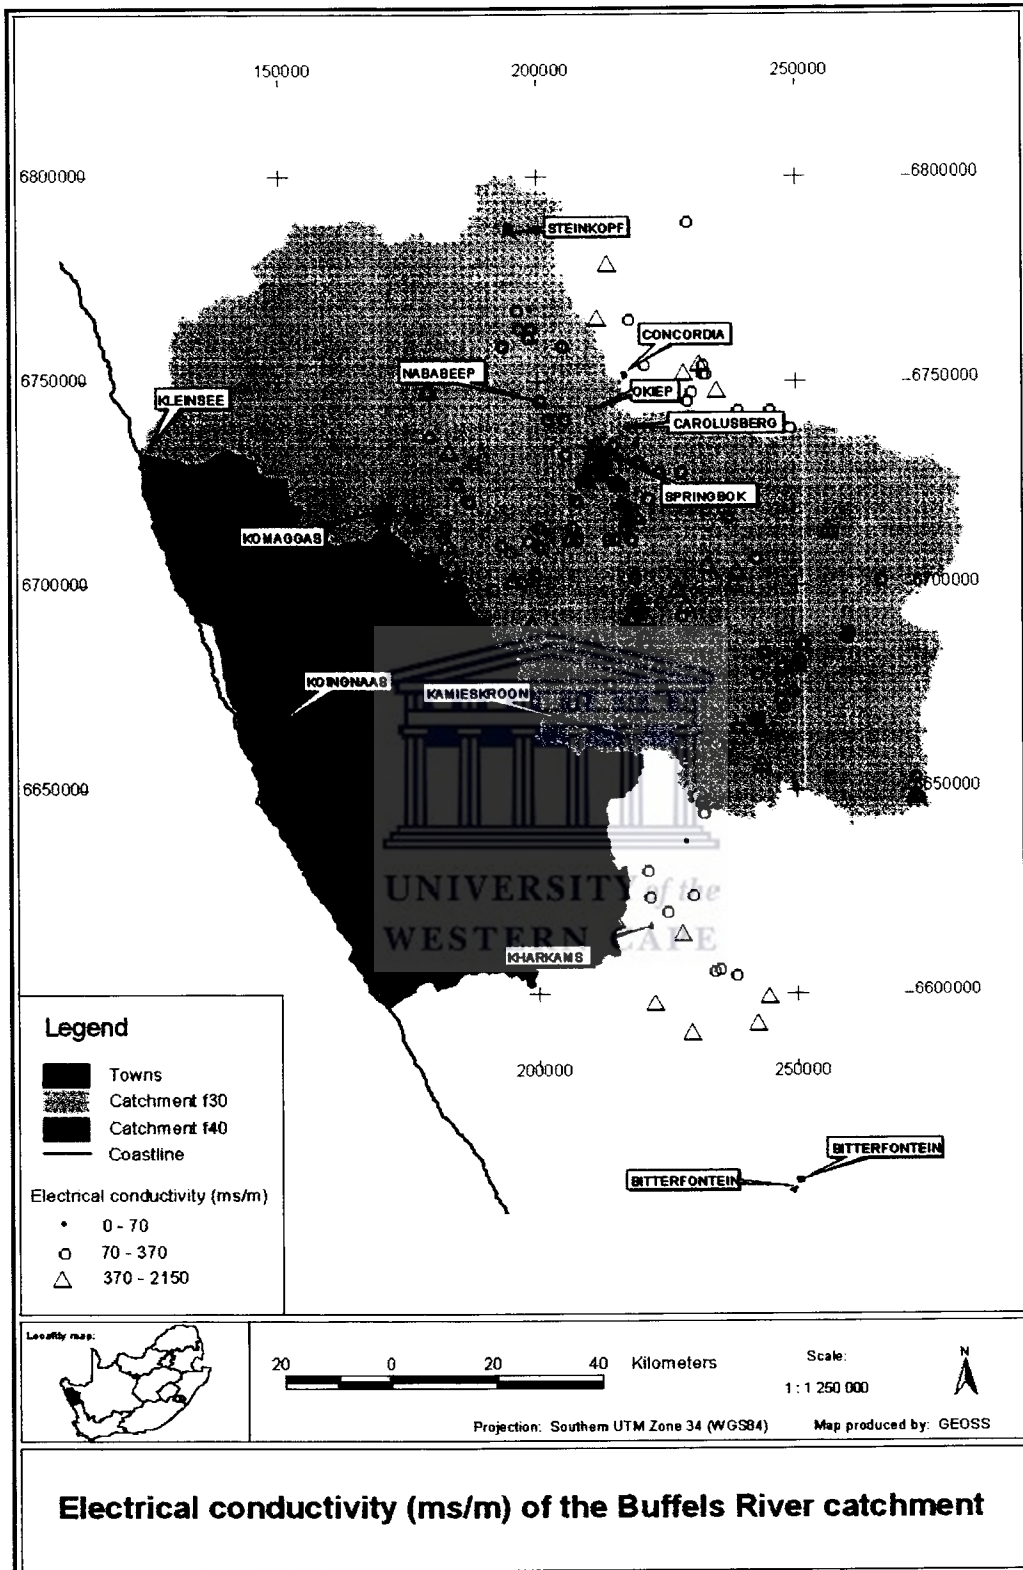 150000 200000 250000
6800000 6800000
STEINKOPF
CONCORDIA
NABABEEP
OKIEP
6750000 6750000
KLEINSEE
CAROLUSBERG
SPRINGBOK
KOMAGGAS
6700000 6700000
KOINGNAAS
KAMIESKROON
6650000 6650000
UNIVERSITY of the
WESTERN CAPE
KHARKAMS
6600000
200000 250000
BITTERFONTEIN
BITTERFONTEIN
Legend
Towns
Catchment f30
Catchment f40
Coastline
Electrical conductivity (ms/m)
0 - 70
70 - 370
370 - 2150
Locality map:
20 0 20 40 Kilometers
Scale:
1 : 1 250 000
N
Projection: Southern UTM Zone 34 (WGS84) Map produced by: GEOSS
Electrical conductivity (ms/m) of the Buffels River catchment